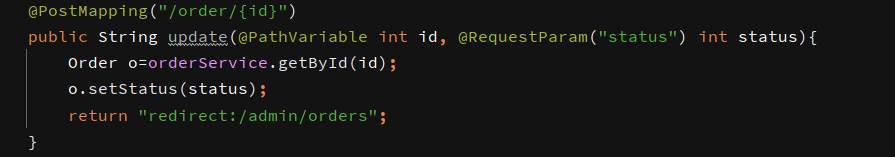 @PostMapping("/order/{id}")
public String update(@PathVariable int id, @RequestParam("status") int status){
Order o=orderService.getById(id);
o.setStatus(status);
return "redirect:/admin/orders";
}